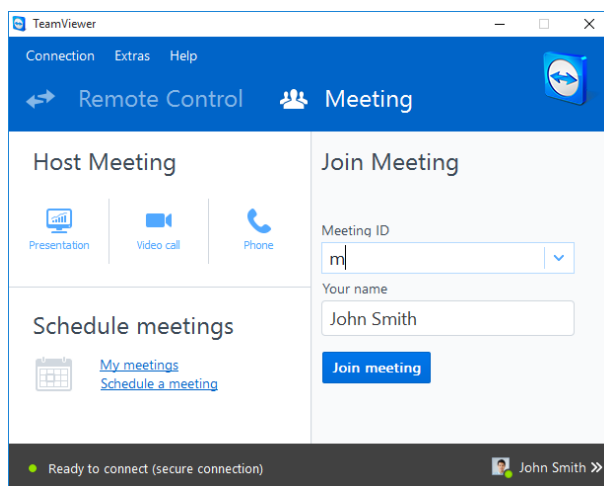 TeamViewer
Connection Extras Help
Remote Control Meeting
Host Meeting
Presentation Video call Phone
Schedule meetings
My meetings
Schedule a meeting
Join Meeting
Meeting ID
m
Your name
John Smith
Join meeting
Ready to connect (secure connection) John Smith